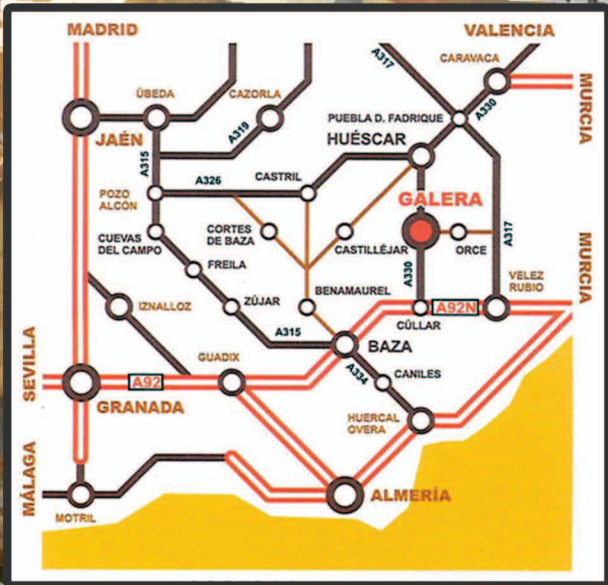 MADRID
VALENCIA
A317
CARAVACA
ÚBEDA
CAZORLA
A330
MURCIA
PUEBLA D. FADRIQUE
JAÉN
HUÉSCAR
A319
A315
A326
CASTRIL
POZO
ALCÓN
GALERA
CUEVAS
DEL CAMPO
CORTES
DE BAZA
CASTILLÉJAR
ORCE
A317
MURCIA
FREILA
A330
VELEZ
RUBIO
IZNALLOZ
ZÚJAR
BENAMAUREL
A92N
CÚLLAR
A315
BAZA
SEVILLA
GUADIX
A92
A334
CANILES
GRANADA
HUERCAL
OVERA
MÁLAGA
ALMERÍA
MOTRIL